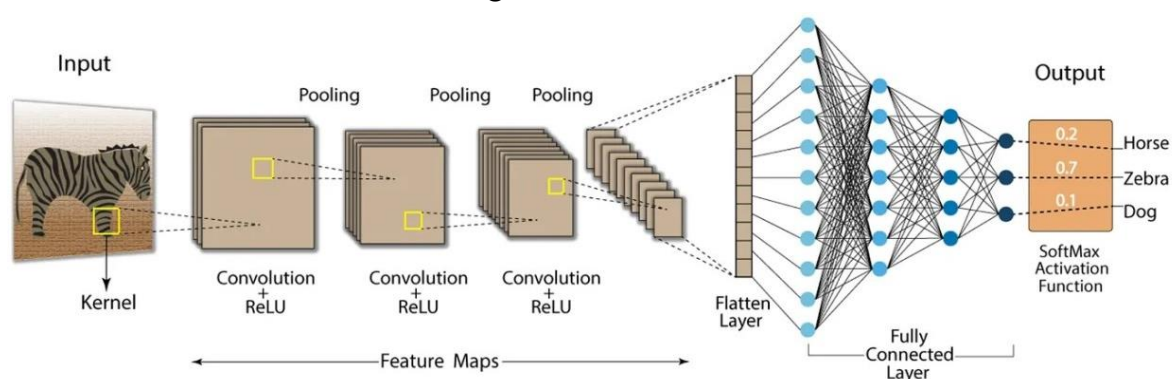 Input
Kernel
Pooling
Pooling
Pooling
Convolution
+
ReLU
Convolution
+
ReLU
Convolution
+
ReLU
Feature Maps
Flatten
Layer
Fully
Connected
Layer
Output
0.2
Horse
0.7
Zebra
0.1
Dog
SoftMax
Activation
Function